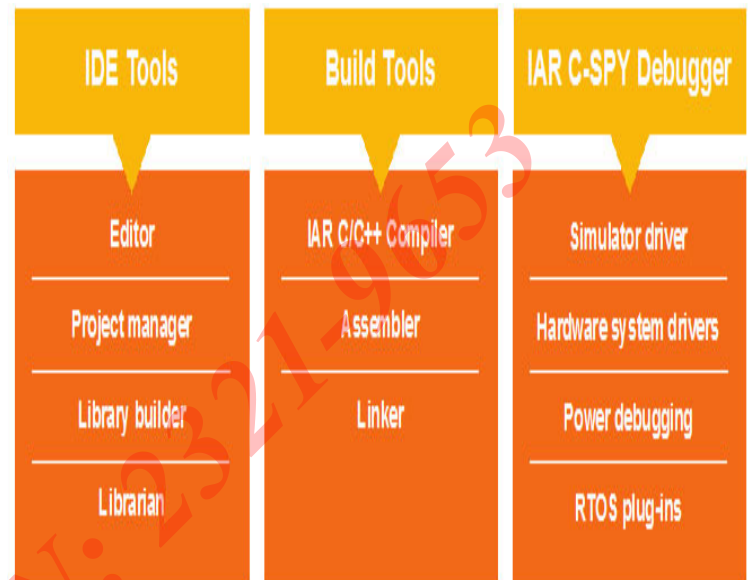 IDE Tools
Editor
Project manager
Library builder
Librarian
Build Tools
IAR C/C++ Compiler
Assembler
Linker
IAR C-SPY Debugger
Simulator driver
Hardware system drivers
Power debugging
RTOS plug-ins
: 2321-9653